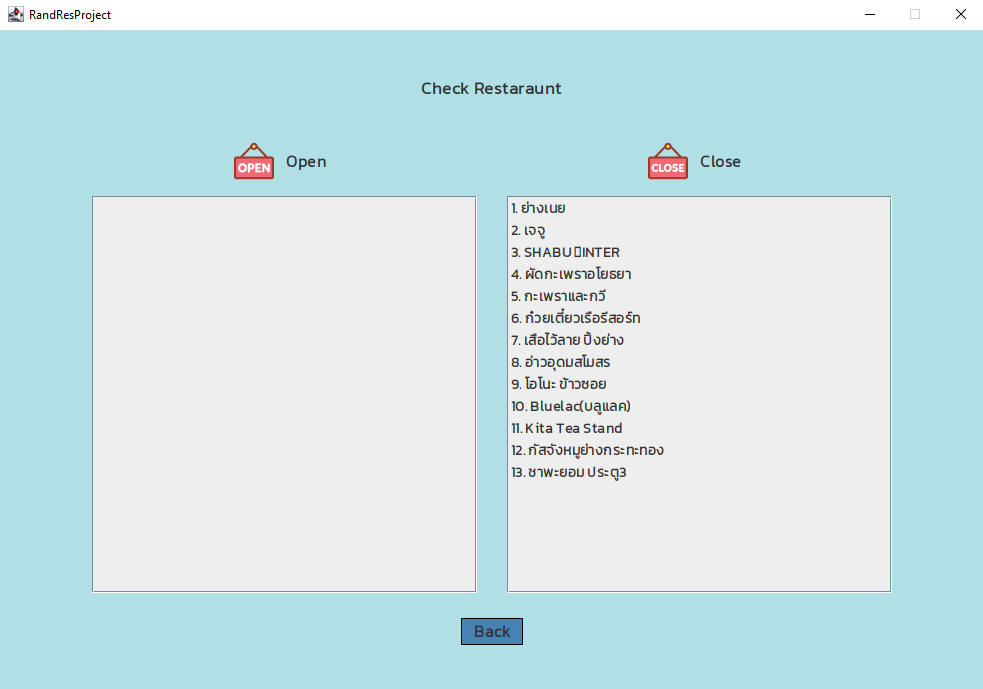 RandResProject
Check Restaraunt
OPEN Open
CLOSE Close
1. ย่างเนย
2. เจจู
3. SHABU INTER
4. ผัดกะเพราอโยธยา
5. กะเพราและกวี
6. ก๋วยเตี๋ยวเรือรีสอร์ท
7. เสือไว้ลาย ปิ้งย่าง
8. อ่าวอุดมสโมสร
9. โอโนะ ข้าวซอย
10. Bluelac(บลูแลค)
11. Kita Tea Stand
12. กัสจังหมูย่างกระทะทอง
13. ชาพะยอม ประตู3
Back